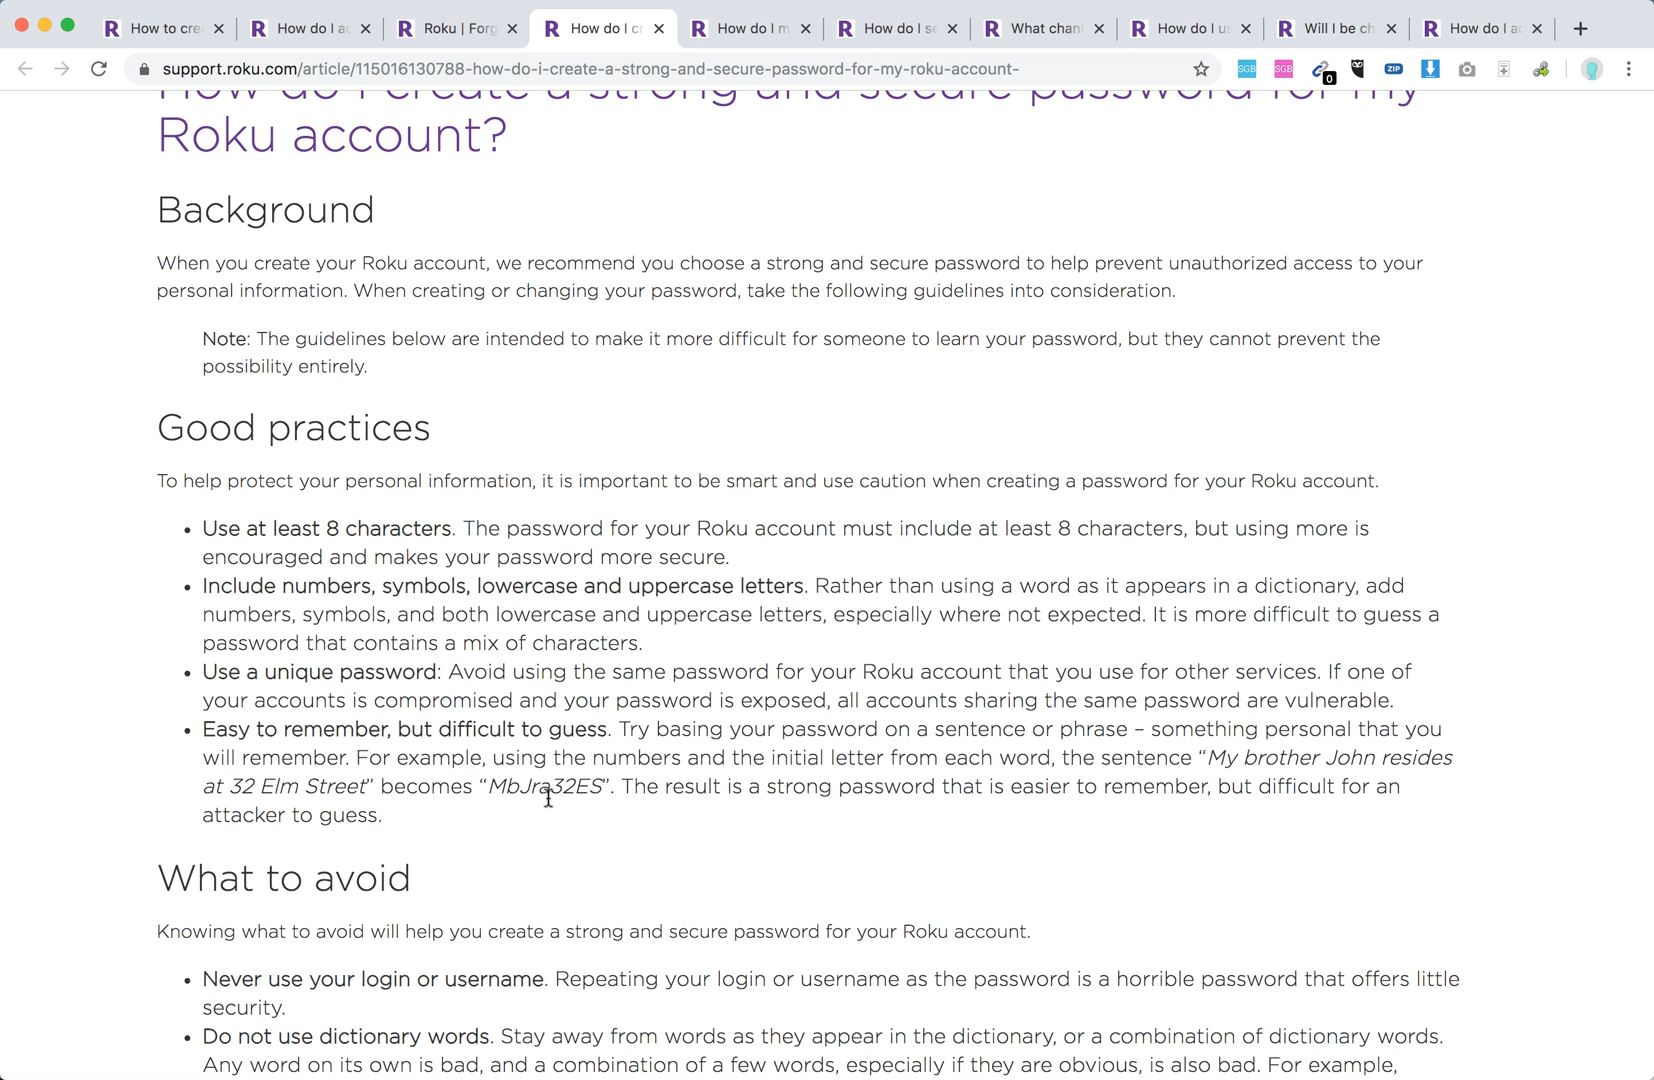 How to cre
How do I ac
Roku | Forg
How do I cr
How do I m
How do I se
What chan
How do I us
Will I be ch
How do I ac
support.roku.com/article/115016130788-how-do-i-create-a-strong-and-secure-password-for-my-roku-account-
SGB
SGB
0
ZIP
How do I create a strong and secure password for my
Roku account?
Background
When you create your Roku account, we recommend you choose a strong and secure password to help prevent unauthorized access to your
personal information. When creating or changing your password, take the following guidelines into consideration.
Note: The guidelines below are intended to make it more difficult for someone to learn your password, but they cannot prevent the
possibility entirely.
Good practices
To help protect your personal information, it is important to be smart and use caution when creating a password for your Roku account.
• Use at least 8 characters. The password for your Roku account must include at least 8 characters, but using more is
encouraged and makes your password more secure.
• Include numbers, symbols, lowercase and uppercase letters. Rather than using a word as it appears in a dictionary, add
numbers, symbols, and both lowercase and uppercase letters, especially where not expected. It is more difficult to guess a
password that contains a mix of characters.
• Use a unique password: Avoid using the same password for your Roku account that you use for other services. If one of
your accounts is compromised and your password is exposed, all accounts sharing the same password are vulnerable.
• Easy to remember, but difficult to guess. Try basing your password on a sentence or phrase – something personal that you
will remember. For example, using the numbers and the initial letter from each word, the sentence “My brother John resides
at 32 Elm Street” becomes “MbJra32ES”. The result is a strong password that is easier to remember, but difficult for an
attacker to guess.
What to avoid
Knowing what to avoid will help you create a strong and secure password for your Roku account.
• Never use your login or username. Repeating your login or username as the password is a horrible password that offers little
security.
• Do not use dictionary words. Stay away from words as they appear in the dictionary, or a combination of dictionary words.
Any word on its own is bad, and a combination of a few words, especially if they are obvious, is also bad. For example,